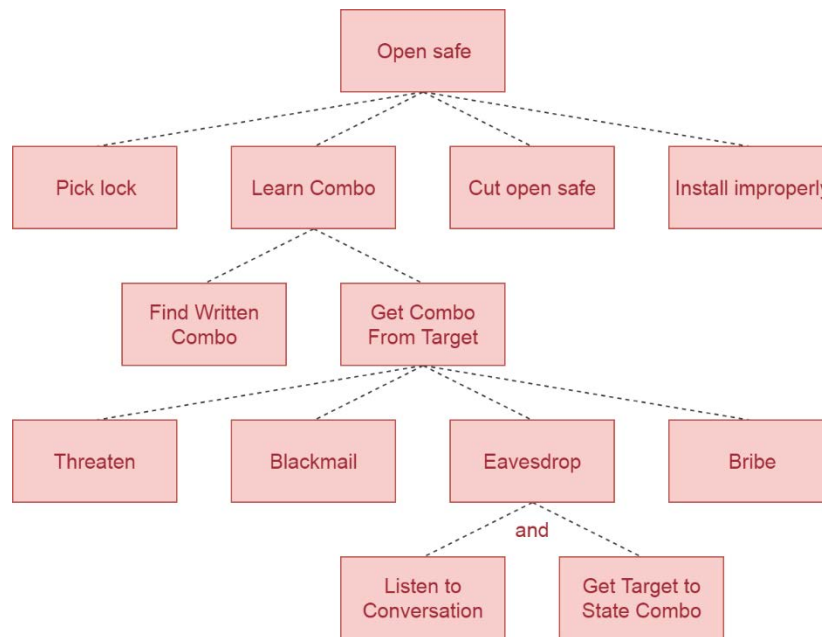 Open safe
Pick lock
Learn Combo
Cut open safe
Install improperly
Find Written
Combo
Get Combo
From Target
Threaten
Blackmail
Eavesdrop
Bribe
and
Listen to
Conversation
Get Target to
State Combo